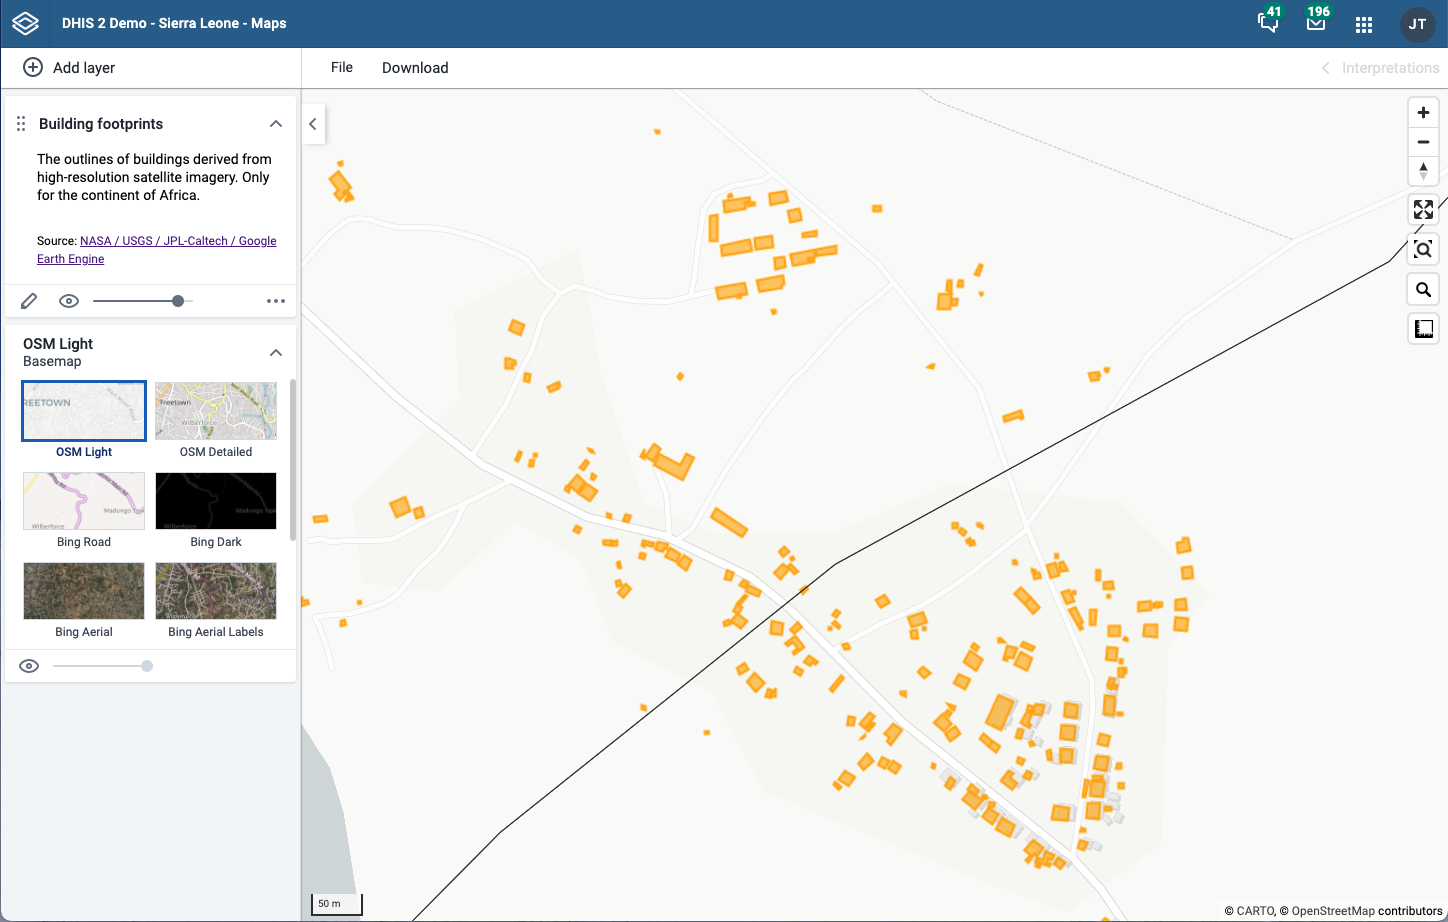 DHIS 2 Demo - Sierra Leone - Maps
41
196
JT
Add layer
File
Download
Interpretations
Building footprints
The outlines of buildings derived from
high-resolution satellite imagery. Only
for the continent of Africa.
Source: NASA / USGS / JPL-Caltech / Google
Earth Engine
OSM Light
Basemap
REETOWN
Freetown
Wilberforce
OSM Light
OSM Detailed
Wilberforce
Madongo
Bing Road
Bing Dark
Bing Aerial
Bing Aerial Labels
50 m
© CARTO, © OpenStreetMap contributors